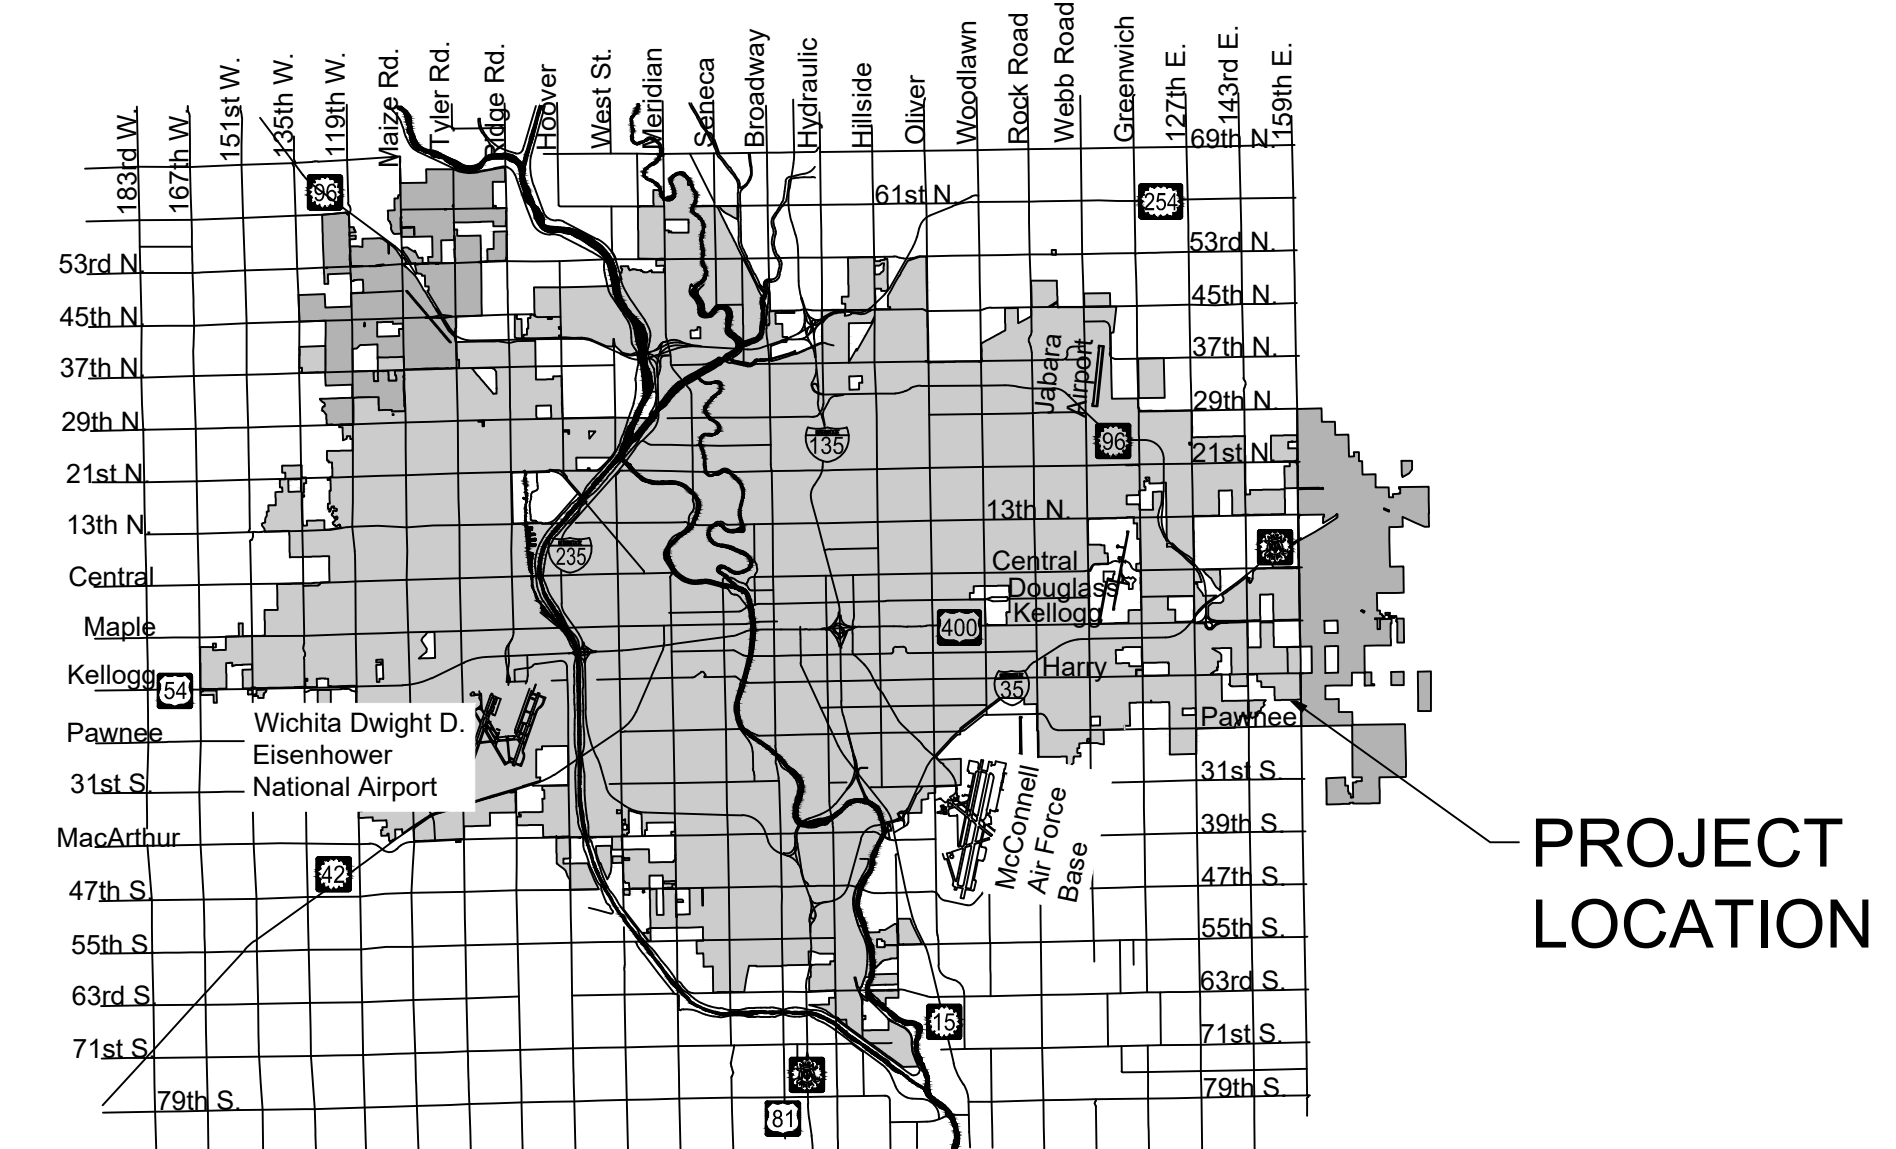 183rd W.
167th W.
151st W.
135th W.
119th W.
Maize Rd.
Tyler Rd.
Ridge Rd.
Hoover
West St.
Meridian
Seneca
Broadway
Hydraulic
Hillside
Oliver
Woodlawn
Rock Road
Webb Road
Greenwich
127th E.
143rd E.
159th E.
69th N.
96
61st N.
254
53rd N.
53rd N.
45th N.
45th N.
37th N.
37th N.
Jabara
Airport
29th N.
29th N.
135
96
21st N.
21st N.
13th N.
13th N.
235
Central
Central
Douglass
Kellogg
Maple
400
Kellogg
54
Harry
35
Pawnee
Pawnee
Wichita Dwight D.
Eisenhower
National Airport
31st S.
31st S.
McConnell
Air Force
Base
MacArthur
39th S.
PROJECT
LOCATION
42
47th S.
47th S.
55th S.
55th S.
63rd S.
63rd S.
15
71st S.
71st S.
79th S.
79th S.
81